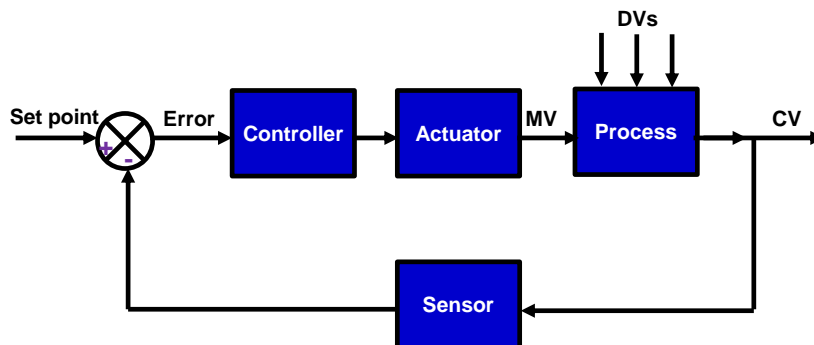 DVs
Set point
Error
Controller
Actuator
MV
Process
CV
+
-
Sensor